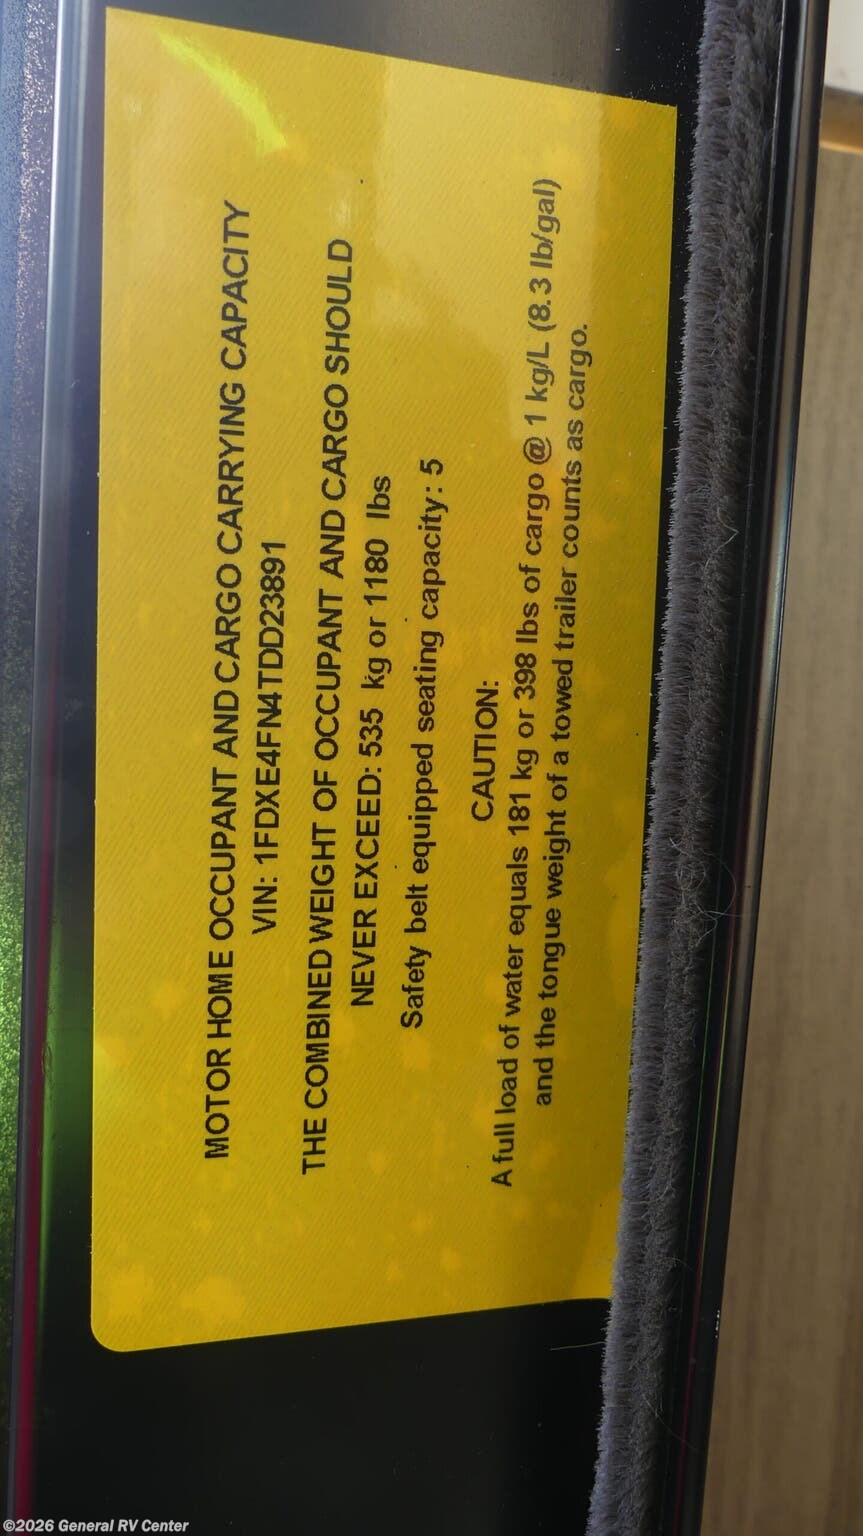 MOTOR HOME OCCUPANT AND CARGO CARRYING CAPACITY
VIN: 1FDXE4FN4TDD23891
THE COMBINED WEIGHT OF OCCUPANT AND CARGO SHOULD
NEVER EXCEED: 535 kg or 1180 lbs
Safety belt equipped seating capacity: 5
CAUTION:
A full load of water equals 181 kg or 398 lbs of cargo @ 1 kg/L (8.3 lb/gal)
and the tongue weight of a towed trailer counts as cargo.
©2026 General RV Center